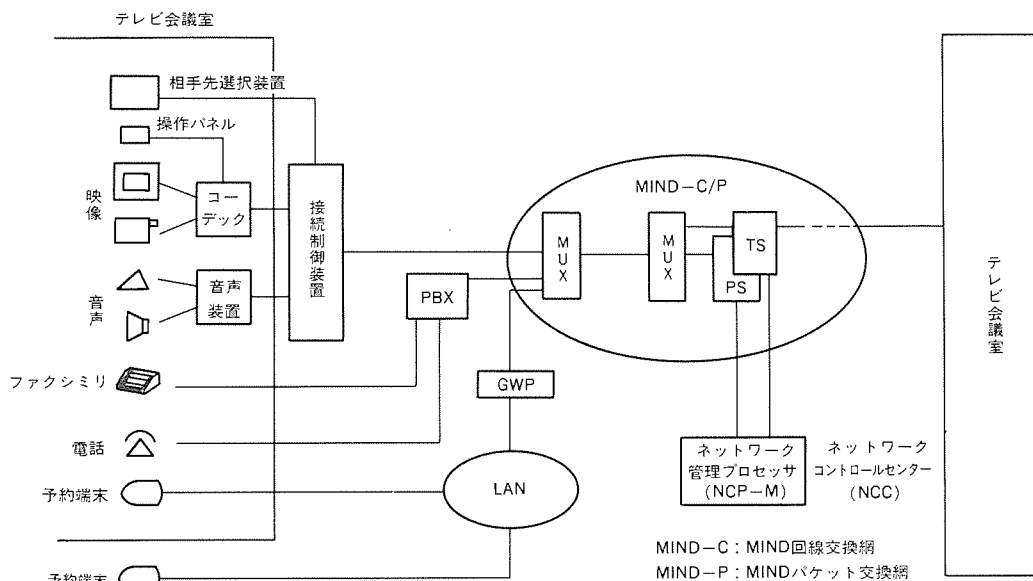 テレビ会議室
相手先選択装置
操作パネル
映像
コーデック
接続制御装置
音声
音声装置
ファクシミリ
電話
予約端末
予約端末
PBX
GWP
LAN
MIND-C/P
MUX
MUX
TS
PS
ネットワーク
管理プロセッサ
(NCP-M)
ネットワーク
コントロールセンター
(NCC)
テレビ会議室
MIND-C：MIND回線交換網
MIND-P：MINDパケット交換網